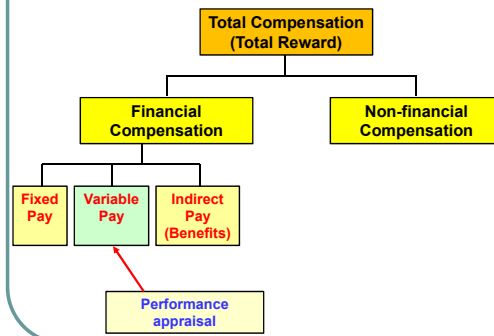 Total Compensation
(Total Reward)
Financial
Compensation
Non-financial
Compensation
Fixed
Pay
Variable
Pay
Indirect
Pay
(Benefits)
Performance
appraisal